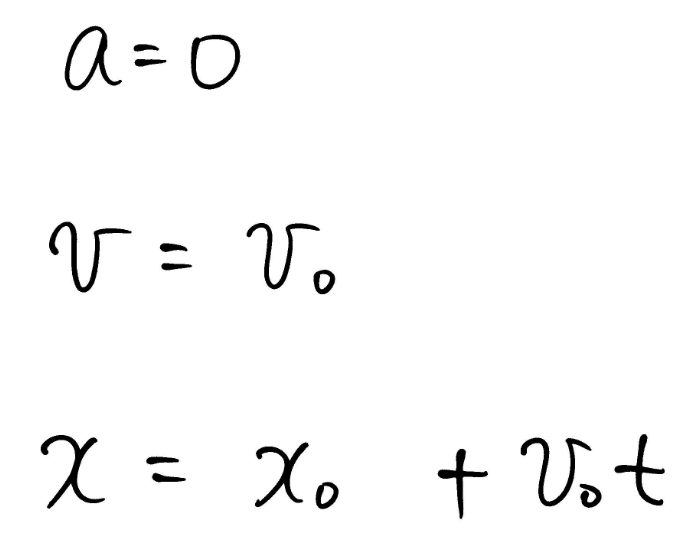 a = 0
v = v₀
x = x₀ + v₀t